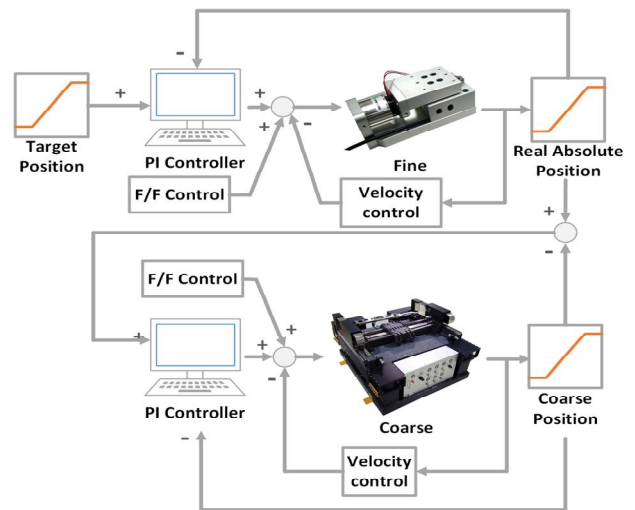 -
+
Target
Position
PI Controller
+
+
-
Fine
Real Absolute
Position
F/F Control
Velocity
control
+
-
-
F/F Control
+
+
+
-
PI Controller
-
Coarse
Coarse
Position
Velocity
control